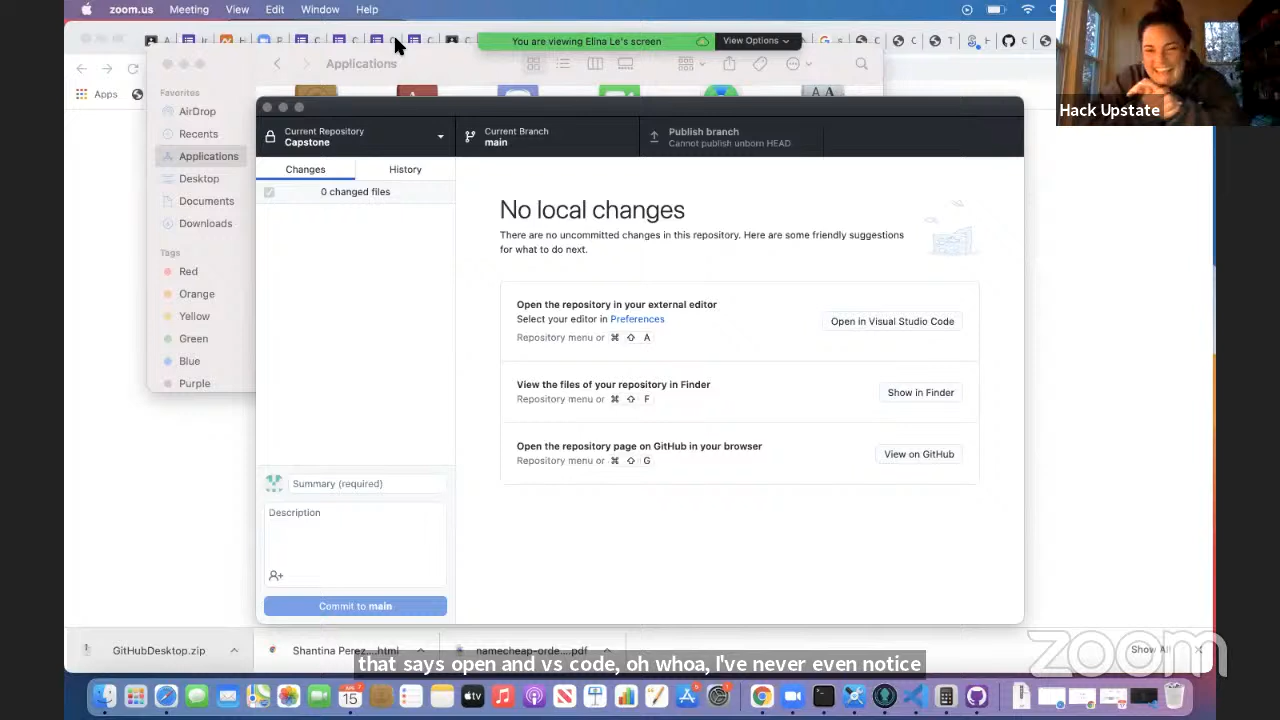 zoom.us Meeting View Edit Window Help
You are viewing Elina Le's screen
View Options
Applications
Apps
Hack Upstate
Favorites
AirDrop
Recents
Applications
Desktop
Documents
Downloads
Tags
Red
Orange
Yellow
Green
Blue
Purple
Current Repository
Capstone
Current Branch
main
Publish branch
Cannot publish unborn HEAD
Changes
History
0 changed files
No local changes
There are no uncommitted changes in this repository. Here are some friendly suggestions
for what to do next.
Open the repository in your external editor
Select your editor in Preferences
Repository menu or ⌘ ⇧ A
Open in Visual Studio Code
View the files of your repository in Finder
Repository menu or ⌘ ⇧ F
Show in Finder
Open the repository page on GitHub in your browser
Repository menu or ⌘ ⇧ G
View on GitHub
Summary (required)
Description
Commit to main
GitHubDesktop.zip
Shantina Perez....html
namecheap-orde....pdf
Show All
that says open and vs code, oh whoa, I've never even notice
zoom